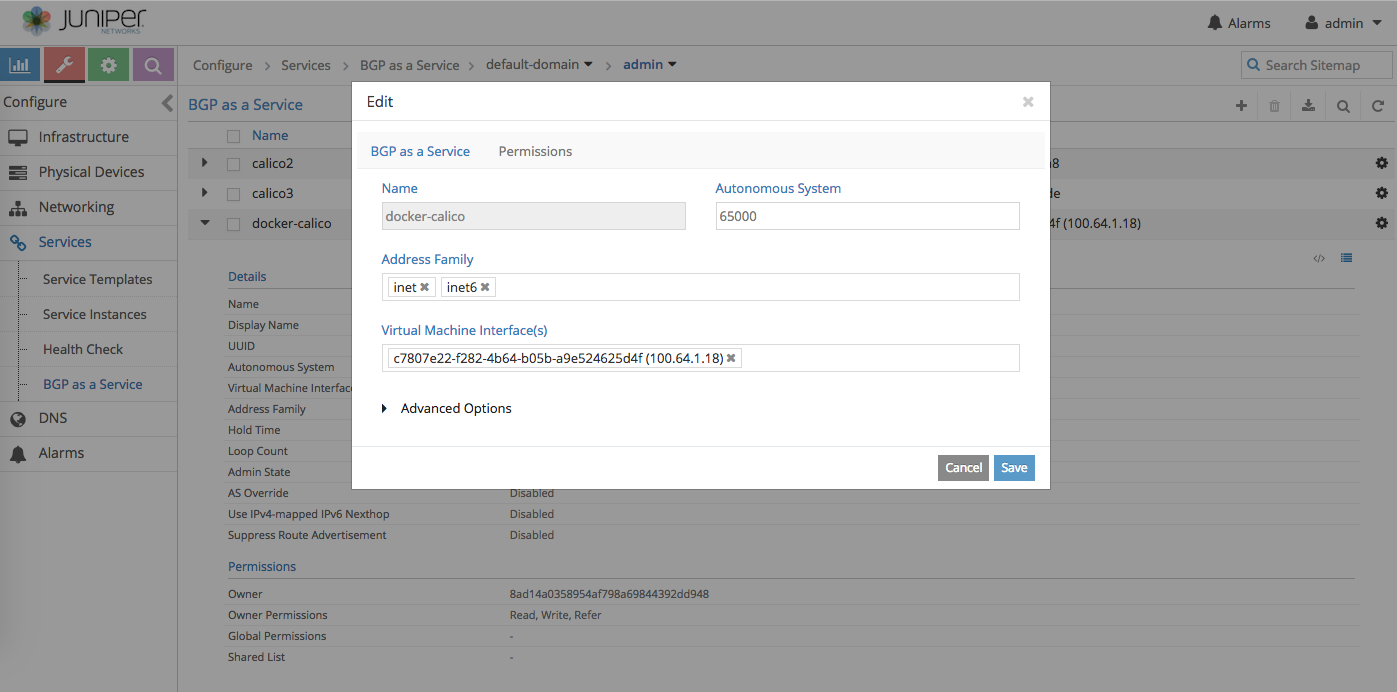 JUNIPER
NETWORKS
Alarms
admin
Configure
Services
BGP as a Service
default-domain
admin
Search Sitemap
Configure
Infrastructure
Physical Devices
Networking
Services
Service Templates
Service Instances
Health Check
BGP as a Service
DNS
Alarms
BGP as a Service
Name
calico2
a8
calico3
de
docker-calico
4f (100.64.1.18)
Edit
BGP as a Service Permissions
Name Autonomous System
docker-calico 65000
Address Family
inet inet6
Virtual Machine Interface(s)
c7807e22-f282-4b64-b05b-a9e524625d4f (100.64.1.18)
Advanced Options
Cancel Save
Details
Name
Display Name
UUID
Autonomous System
Virtual Machine Interfac
Address Family
Hold Time
Loop Count
Admin State
AS Override Disabled
Use IPv4-mapped IPv6 Nexthop Disabled
Suppress Route Advertisement Disabled
Permissions
Owner 8ad14a0358954af798a69844392dd948
Owner Permissions Read, Write, Refer
Global Permissions -
Shared List -